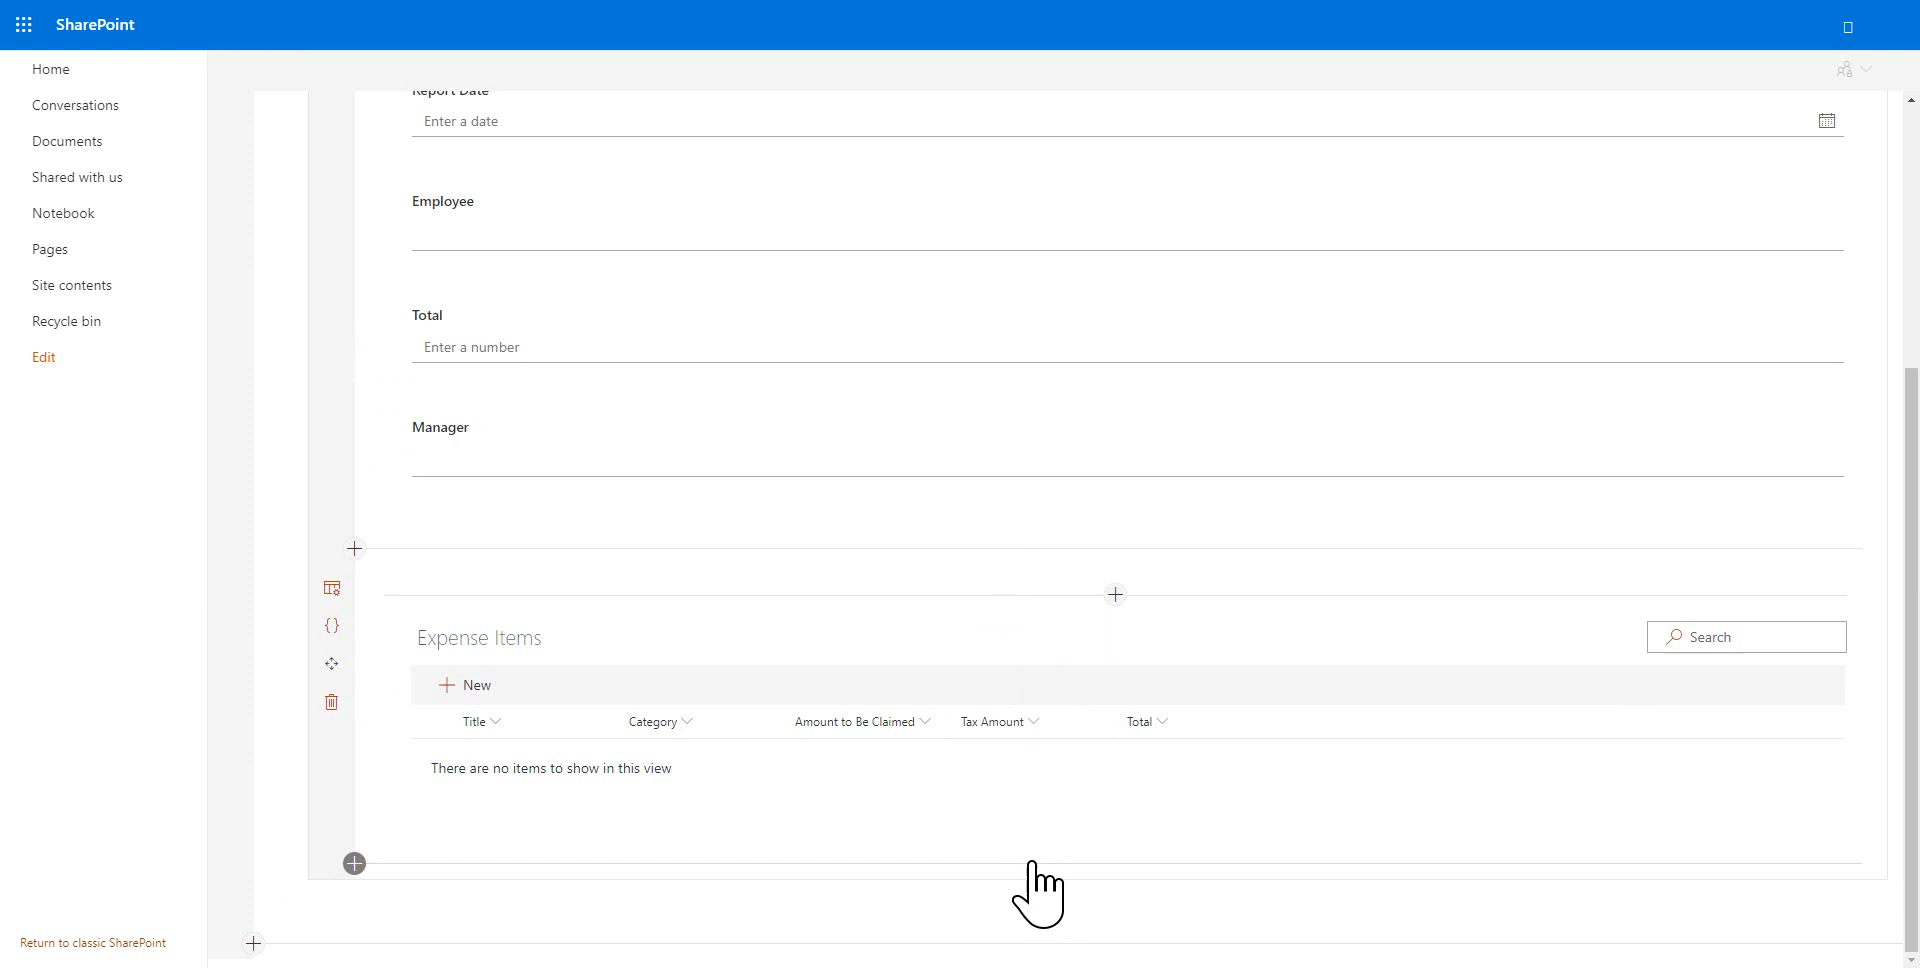 SharePoint
Home
Conversations
Documents
Shared with us
Notebook
Pages
Site contents
Recycle bin
Edit
Return to classic SharePoint
Report Date
Enter a date
Employee
Total
Enter a number
Manager
Expense Items
Search
New
Title Category Amount to Be Claimed Tax Amount Total
There are no items to show in this view